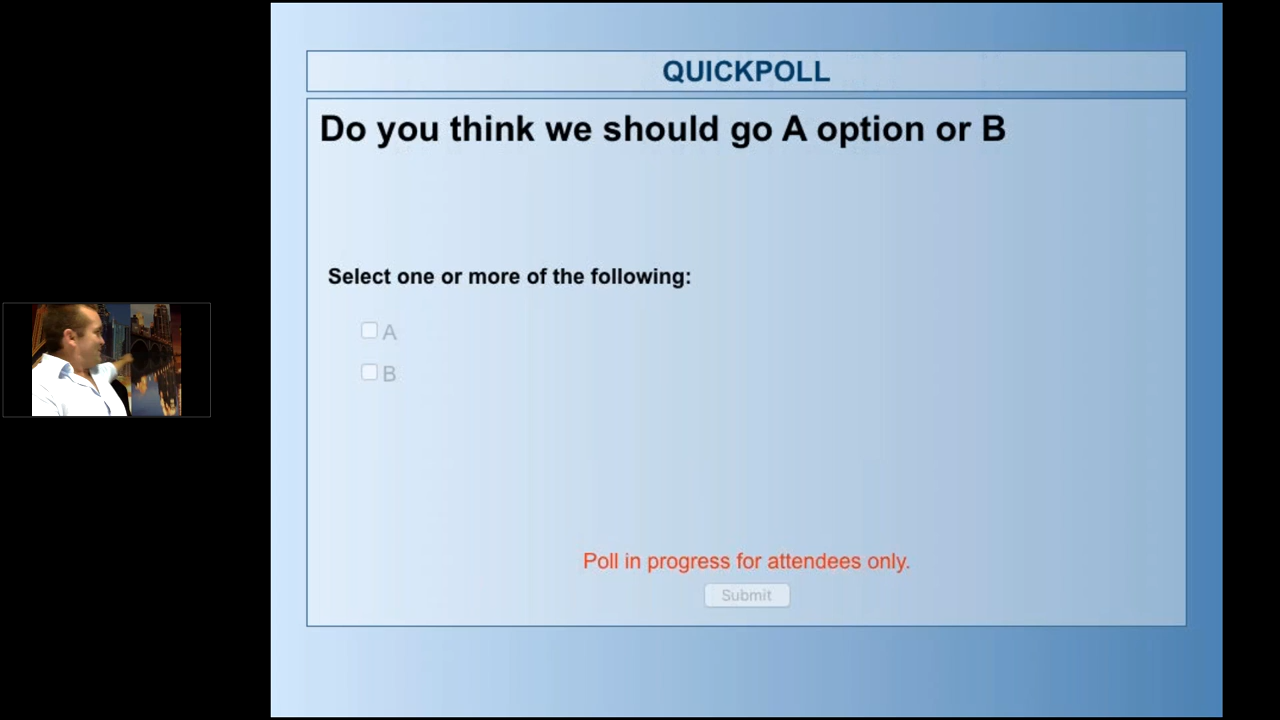 QUICKPOLL
Do you think we should go A option or B
Select one or more of the following:
A
B
Poll in progress for attendees only.
Submit